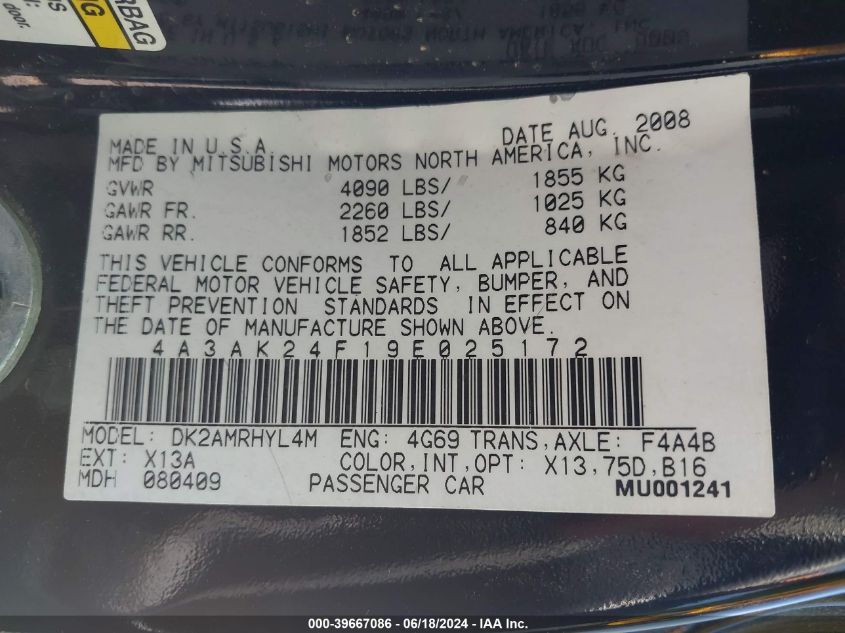 RBAG
NG
S
door.
MADE IN U.S.A. DATE AUG. 2008
MFD BY MITSUBISHI MOTORS NORTH AMERICA, INC.
GVWR 4090 LBS/ 1855 KG
GAWR FR. 2260 LBS/ 1025 KG
GAWR RR. 1852 LBS/ 840 KG
THIS VEHICLE CONFORMS TO ALL APPLICABLE
FEDERAL MOTOR VEHICLE SAFETY, BUMPER, AND
THEFT PREVENTION STANDARDS IN EFFECT ON
THE DATE OF MANUFACTURE SHOWN ABOVE.
4A3AK24F19E025172
MODEL: DK2AMRHYL4M ENG: 4G69 TRANS,AXLE: F4A4B
EXT: X13A COLOR,INT,OPT: X13,75D,B16
MDH 080409 PASSENGER CAR MU001241
000-39667086 - 06/18/2024 - IAA Inc.